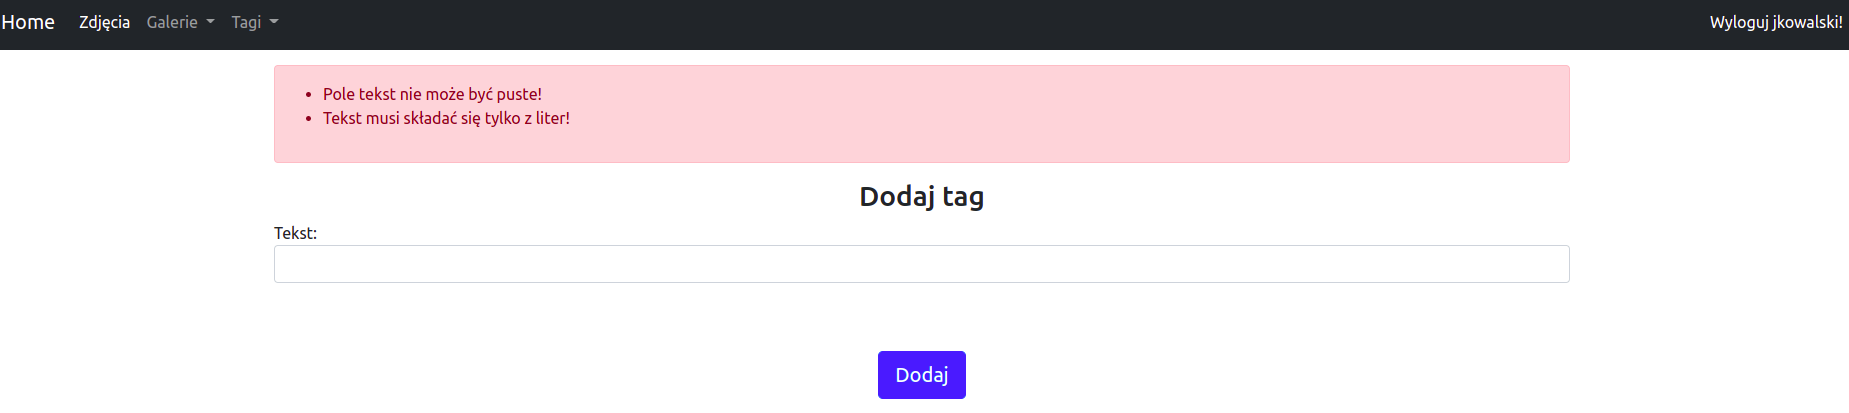 Home Zdjęcia Galerie Tagi Wyloguj jkowalski!
Pole tekst nie może być puste!
Tekst musi składać się tylko z liter!
Dodaj tag
Tekst:
Dodaj